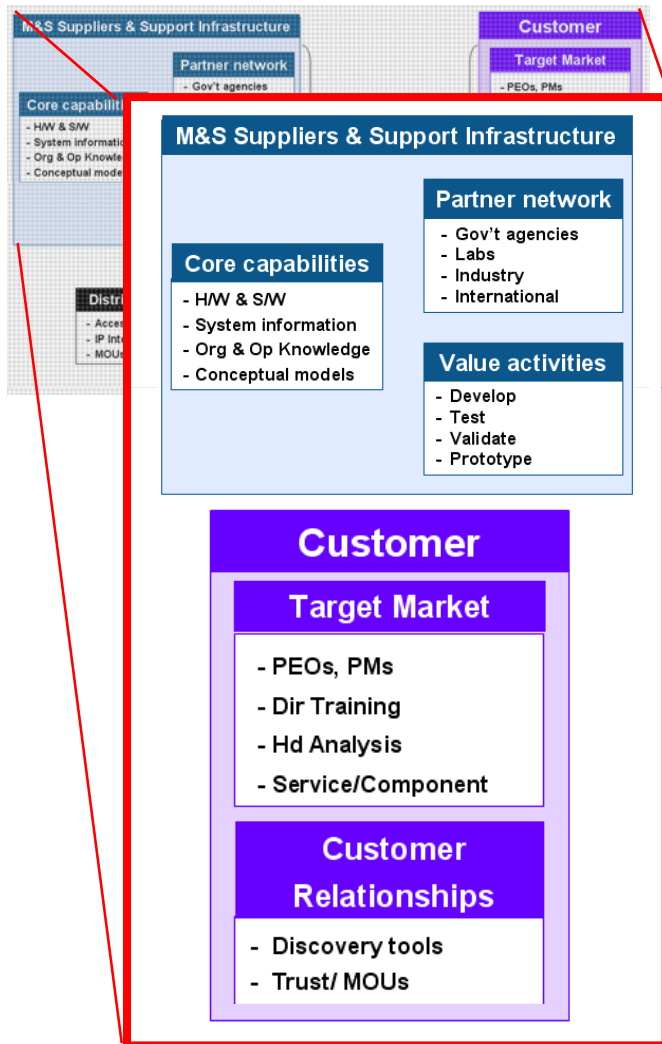 M&S Suppliers & Support Infrastructure
Customer
Partner network
- Gov't agencies
Target Market
- PEOs, PMs
Core capabilities
- H/W & S/W
- System
- Org & Op
- Conceptual
- IP
- MOUs
M&S Suppliers & Support Infrastructure
Partner network
- Gov't agencies
- Labs
- Industry
- International
Core capabilities
- H/W & S/W
- System information
- Org & Op Knowledge
- Conceptual models
Value activities
- Develop
- Test
- Validate
- Prototype
Customer
Target Market
- PEOs, PMs
- Dir Training
- Hd Analysis
- Service/Component
Customer
Relationships
- Discovery tools
- Trust/ MOUs